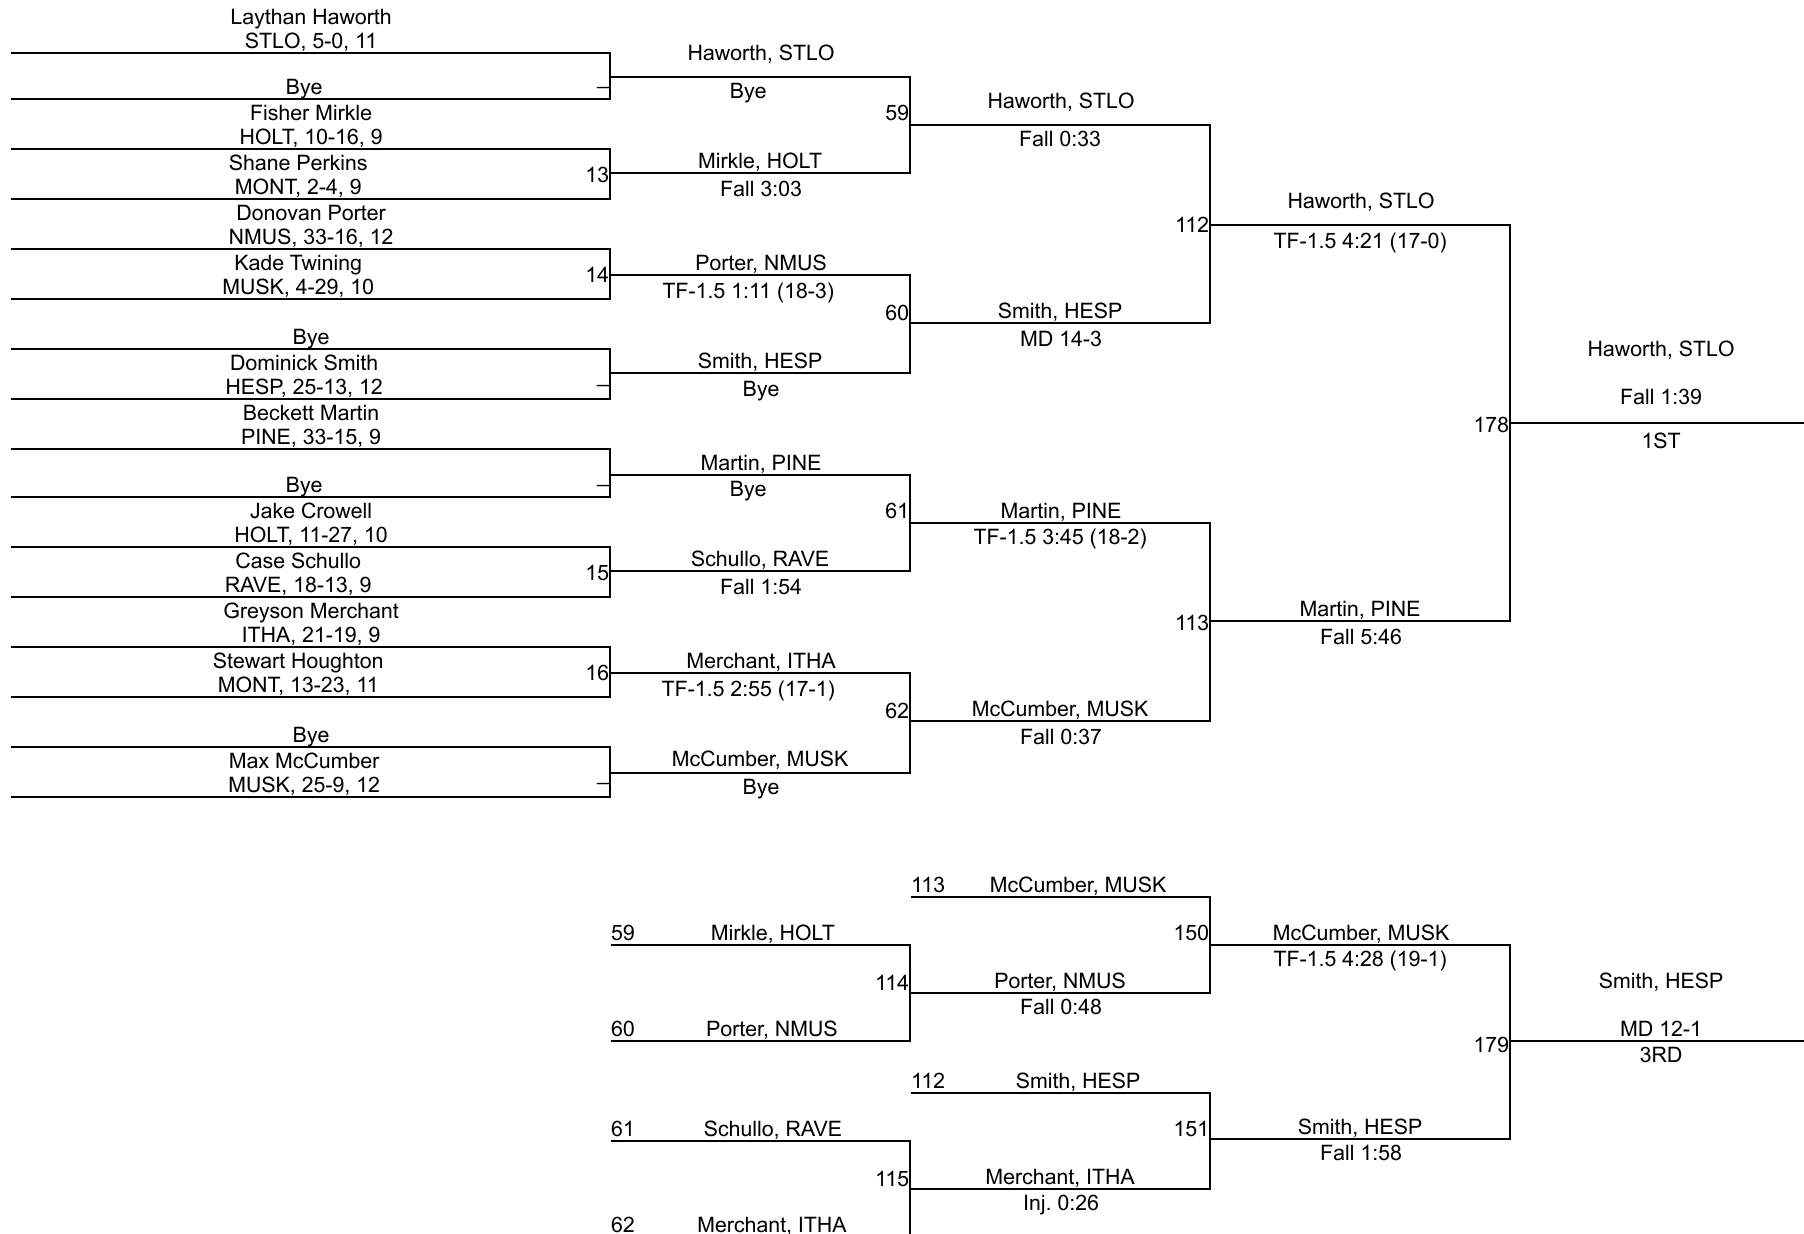 Laythan Haworth
STLO, 5-0, 11
Bye
Fisher Mirkle
HOLT, 10-16, 9
Shane Perkins
MONT, 2-4, 9
13
Donovan Porter
NMUS, 33-16, 12
Kade Twining
MUSK, 4-29, 10
14
Bye
Dominick Smith
HESP, 25-13, 12
Beckett Martin
PINE, 33-15, 9
Bye
Jake Crowell
HOLT, 11-27, 10
Case Schullo
RAVE, 18-13, 9
15
Greyson Merchant
ITHA, 21-19, 9
Stewart Houghton
MONT, 13-23, 11
16
Bye
Max McCumber
MUSK, 25-9, 12
Haworth, STLO
Bye
59
Mirkle, HOLT
Fall 3:03
Porter, NMUS
TF-1.5 1:11 (18-3)
60
Smith, HESP
Bye
Martin, PINE
Bye
61
Schullo, RAVE
Fall 1:54
Merchant, ITHA
TF-1.5 2:55 (17-1)
62
McCumber, MUSK
Bye
Haworth, STLO
Fall 0:33
112
Smith, HESP
MD 14-3
Martin, PINE
TF-1.5 3:45 (18-2)
113
McCumber, MUSK
Fall 0:37
Haworth, STLO
TF-1.5 4:21 (17-0)
178
Martin, PINE
Fall 5:46
Haworth, STLO
Fall 1:39
1ST
113 McCumber, MUSK
59 Mirkle, HOLT
114
60 Porter, NMUS
Porter, NMUS
Fall 0:48
150
112 Smith, HESP
61 Schullo, RAVE
115
62 Merchant, ITHA
Merchant, ITHA
Inj. 0:26
151
McCumber, MUSK
TF-1.5 4:28 (19-1)
179
Smith, HESP
Fall 1:58
Smith, HESP
MD 12-1
3RD